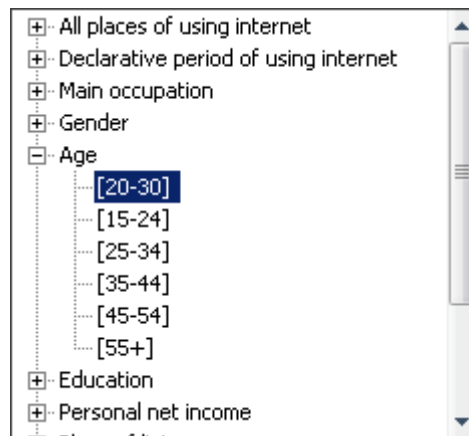 All places of using internet
Declarative period of using internet
Main occupation
Gender
Age
[20-30]
[15-24]
[25-34]
[35-44]
[45-54]
[55+]
Education
Personal net income